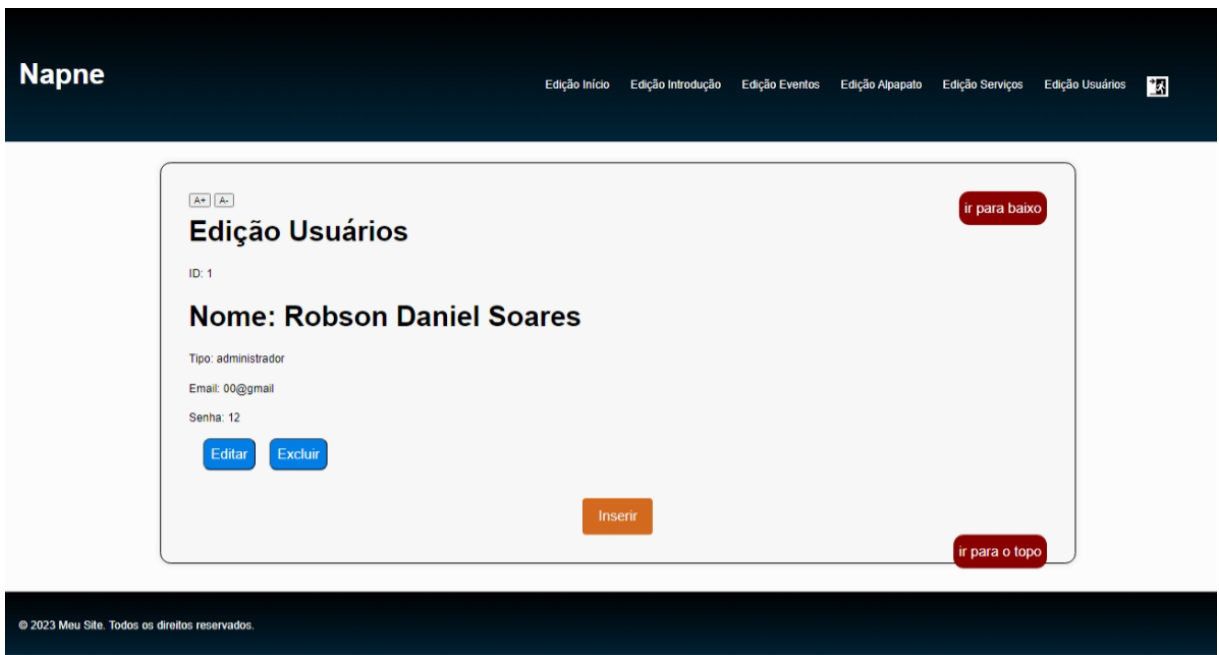 Napne
Edição Início Edição Introdução Edição Eventos Edição Alpapato Edição Serviços Edição Usuários
A+ A-
ir para baixo
Edição Usuários
ID: 1
Nome: Robson Daniel Soares
Tipo: administrador
Email: 00@gmail
Senha: 12
Editar Excluir
Inserir
ir para o topo
© 2023 Meu Site. Todos os direitos reservados.